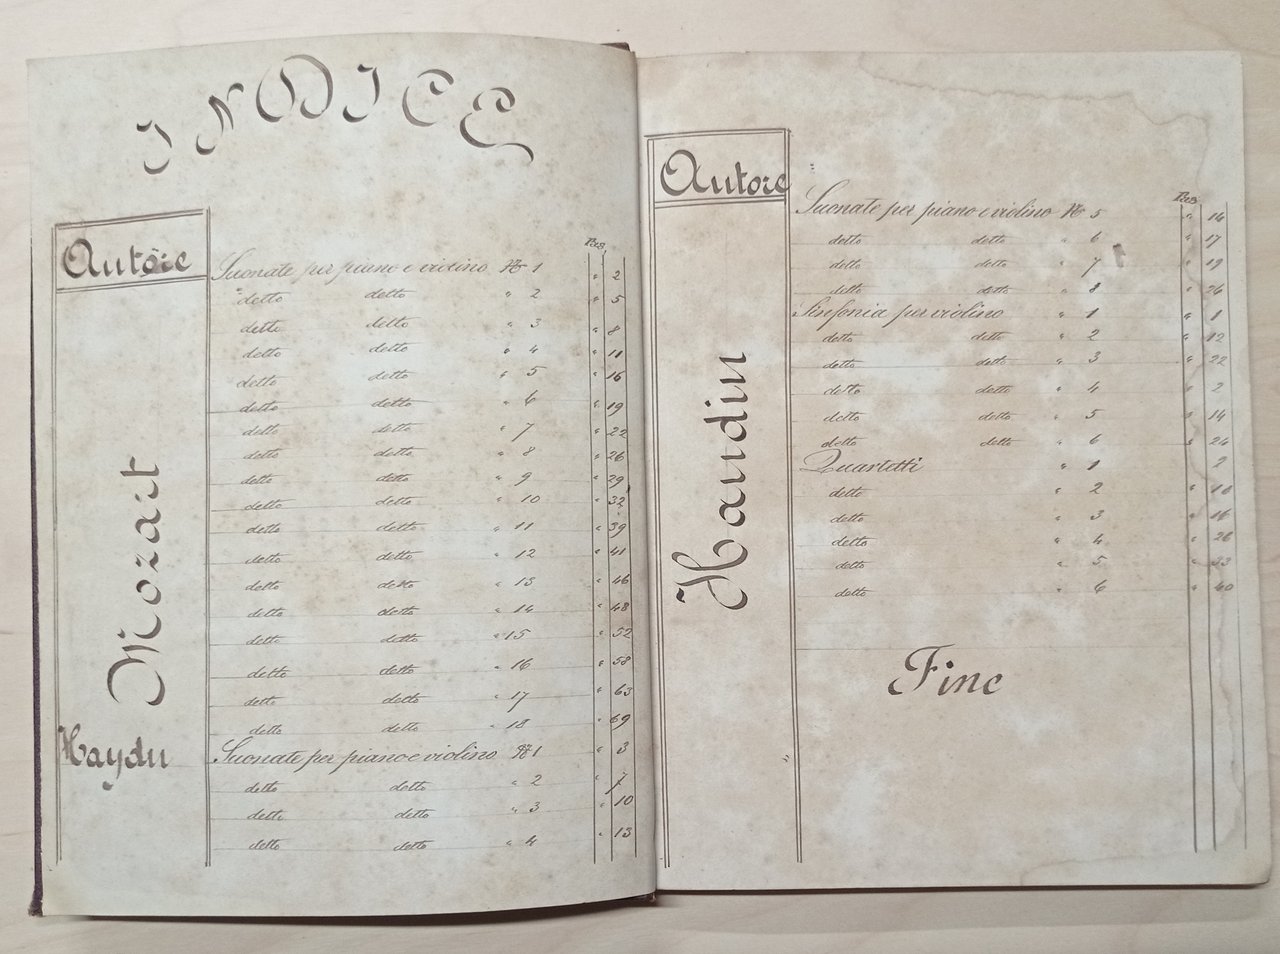 INDICE
Autore
Pag.
Suonate per piano e violino N 1 " 2
detto detto " 2 " 5
detto detto " 3 " 8
detto detto " 4 " 11
detto detto " 5 " 16
detto detto " 6 " 19
detto detto " 7 " 22
detto detto " 8 " 26
detto detto " 9 " 29
detto detto " 10 " 32
detto detto " 11 " 39
detto detto " 12 " 41
detto detto " 13 " 46
detto detto " 14 " 48
detto detto " 15 " 52
detto detto " 16 " 58
detto detto " 17 " 63
detto detto " 18 " 69
Mozart
Haydn
Suonate per piano e violino N 1 " 3
detto detto " 2 " 7
detto detto " 3 " 10
detto detto " 4 " 13
Autore
Pag
Suonate per piano e violino N 5 " 14
detto detto " 6 " 17
detto detto " 7 " 19
detto detto " 8 " 26
Sinfonia per violino " 1 " 1
detto detto " 2 " 12
detto detto " 3 " 22
detto detto " 4 " 2
detto detto " 5 " 14
detto detto " 6 " 24
Quartetti " 1 2
detto " 2 "
detto " 3 " 16
detto " 4 " 26
detto " 5 " 33
detto " 6 " 40
Haudin
Fine